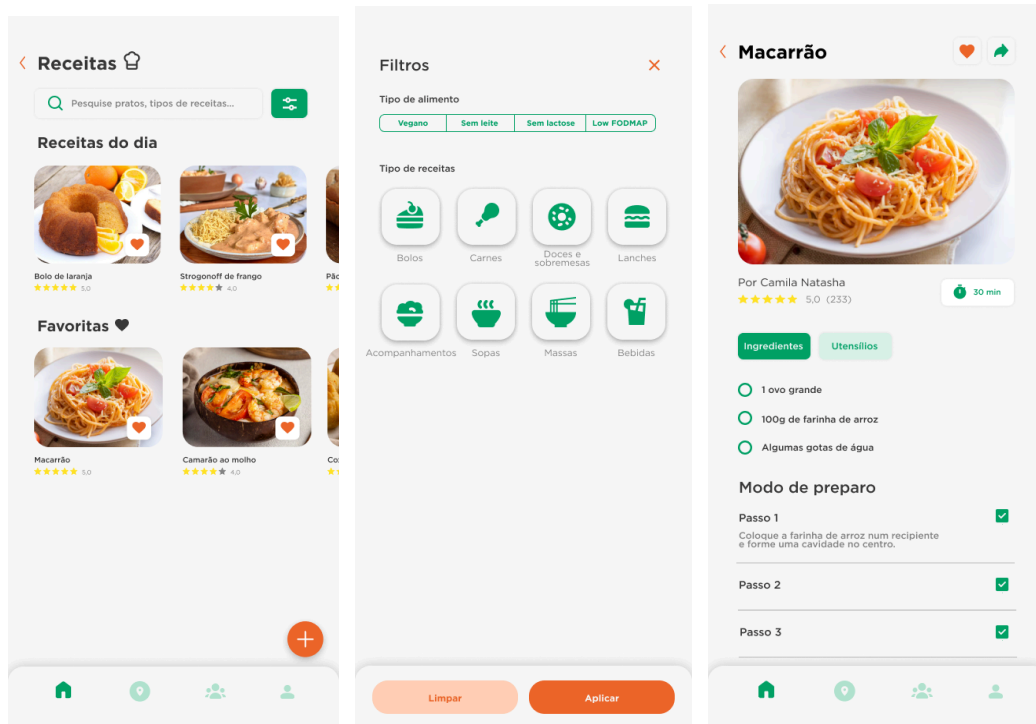 Receitas
Pesquise pratos, tipos de receitas...
Receitas do dia
Bolo de laranja
5.0
Strogonoff de frango
4.0
Favoritas
Macarrão
5.0
Camarão ao molho
4.0
Filtros
Tipo de alimento
Vegano
Sem leite
Sem lactose
Low FODMAP
Tipo de receitas
Bolos
Carnes
Doces e
sobremesas
Lanches
Acompanhamentos
Sopas
Massas
Bebidas
Limpar
Aplicar
Macarrão
Por Camila Natasha
5,0 (233)
30 min
Ingredientes
Utensílios
1 ovo grande
100g de farinha de arroz
Algumas gotas de água
Modo de preparo
Passo 1
Coloque a farinha de arroz num recipiente
e forme uma cavidade no centro.
Passo 2
Passo 3